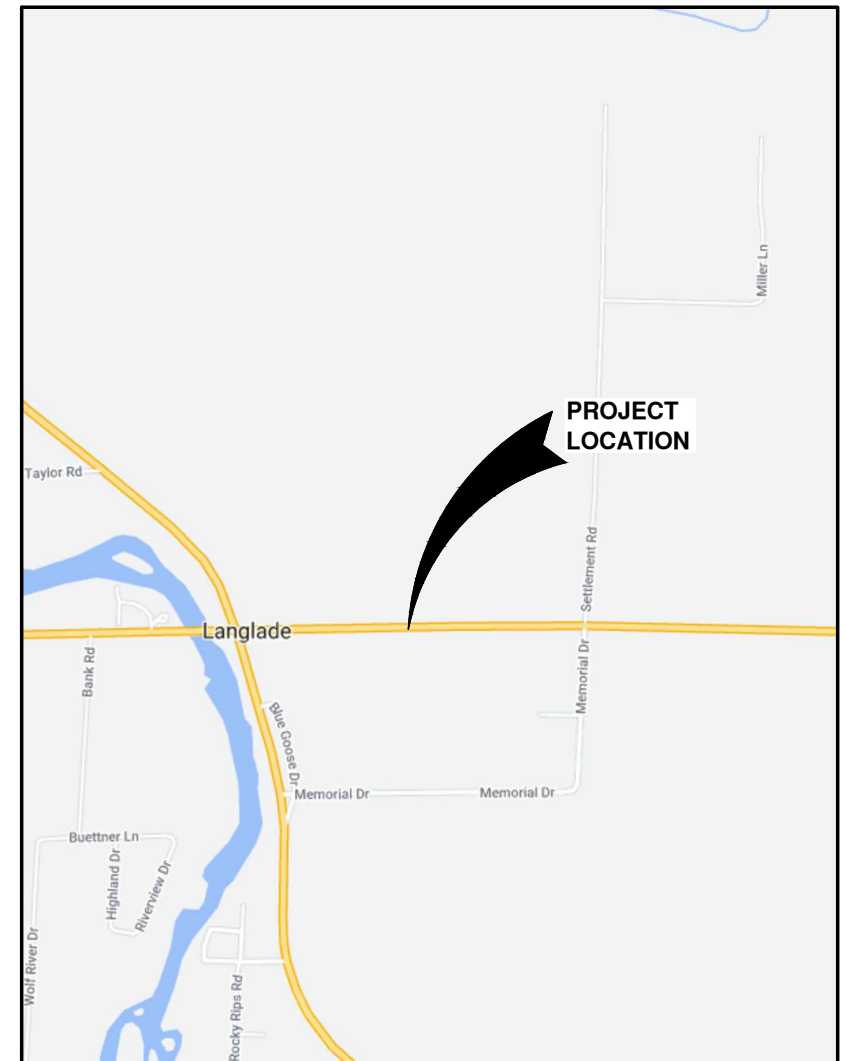 Miller Ln
PROJECT
LOCATION
Taylor Rd
Settlement Rd
Langlade
Bank Rd
Memorial Dr
Blue Goose Dr
Memorial Dr
Memorial Dr
Buettner Ln
Highland Dr
Riverview Dr
Wolf River Dr
Rocky Rips Rd